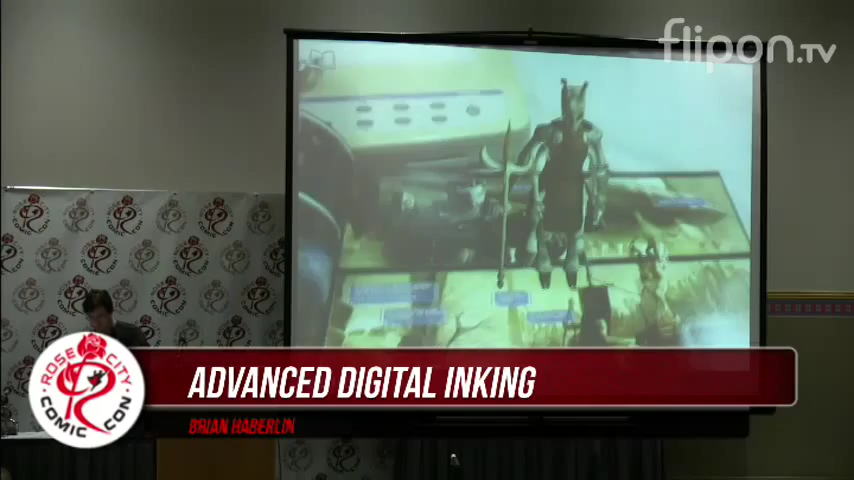 flipon.TV
ROSE CITY
COMIC CON
ADVANCED DIGITAL INKING
BRIAN HABERLIN